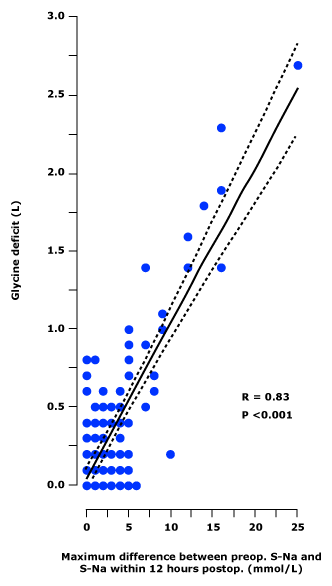 3.0
2.5
2.0
1.5
1.0
0.5
0.0
Glycine deficit (L)
R = 0.83
P <0.001
0 5 10 15 20 25
Maximum difference between preop. S-Na and
S-Na within 12 hours postop. (mmol/L)